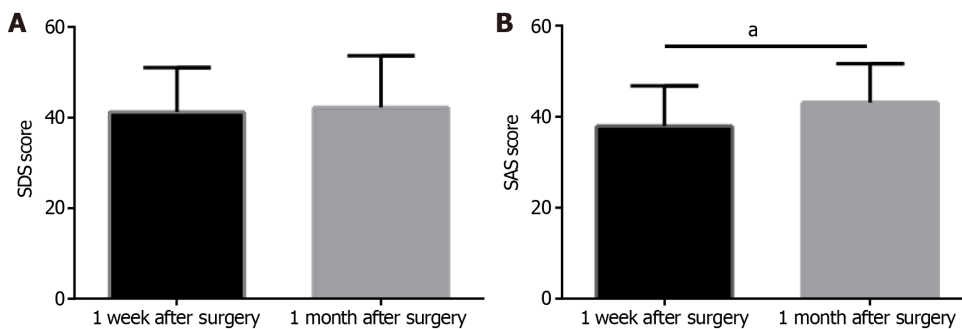 A
SDS score
60
40
20
0
1 week after surgery
1 month after surgery
B
SAS score
60
40
20
0
a
1 week after surgery
1 month after surgery